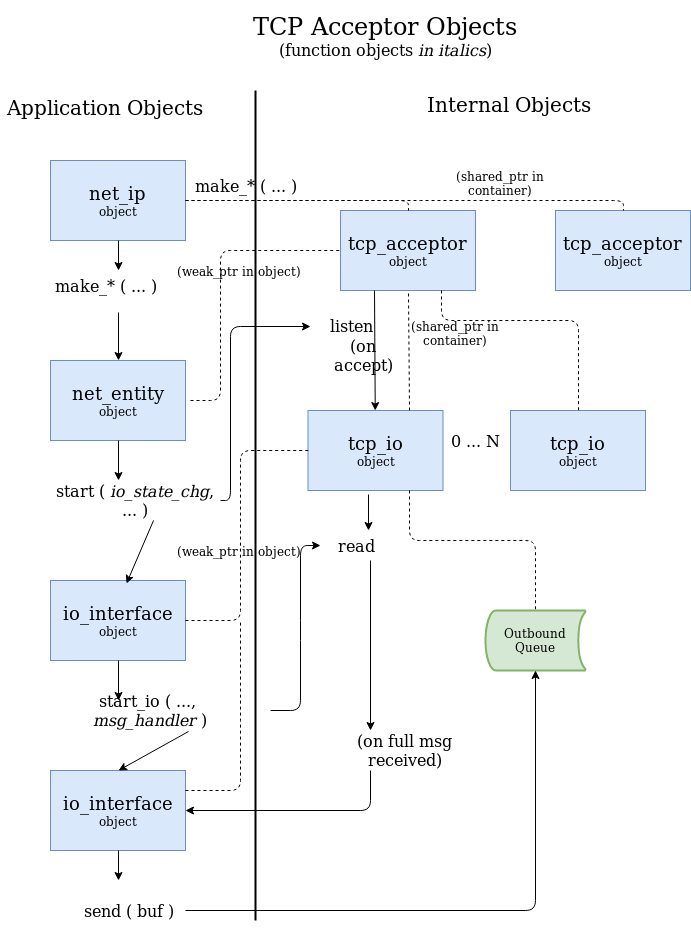 TCP Acceptor Objects
(function objects in italics)
Application Objects
Internal Objects
net_ip
object
make_* ( ... )
(shared_ptr in
container)
tcp_acceptor
object
tcp_acceptor
object
(weak_ptr in object)
make_* ( ... )
listen
(on
accept)
(shared_ptr in
container)
net_entity
object
tcp_io
object
0 ... N
tcp_io
object
start ( io_state_chg,
... )
(weak_ptr in object)
read
io_interface
object
Outbound
Queue
start_io ( ...,
msg_handler )
(on full msg
received)
io_interface
object
send ( buf )